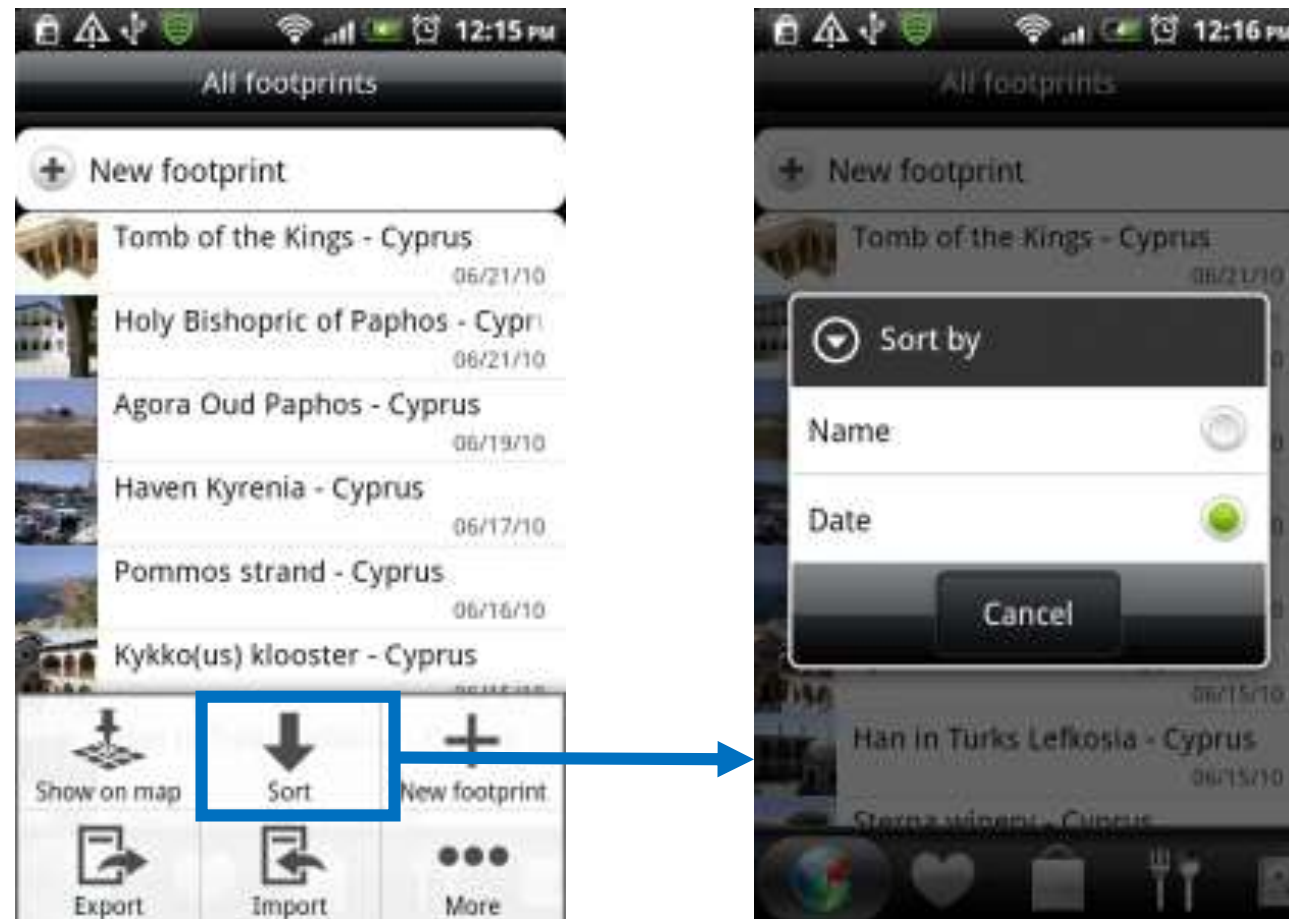 12:15 PM
All footprints
New footprint
Tomb of the Kings - Cyprus
06/21/10
Holy Bishopric of Paphos - Cypr
06/21/10
Agora Oud Paphos - Cyprus
06/19/10
Haven Kyrenia - Cyprus
06/17/10
Pommos strand - Cyprus
06/16/10
Kykko(us) klooster - Cyprus
Show on map
Sort
New footprint
Export
Import
More
12:16 PM
All footprints
New footprint
Tomb of the Kings - Cyprus
06/21/10
Sort by
Name
Date
Cancel
06/15/10
Han in Turks Lefkosia - Cyprus
06/15/10
Sterna winery - Cyprus